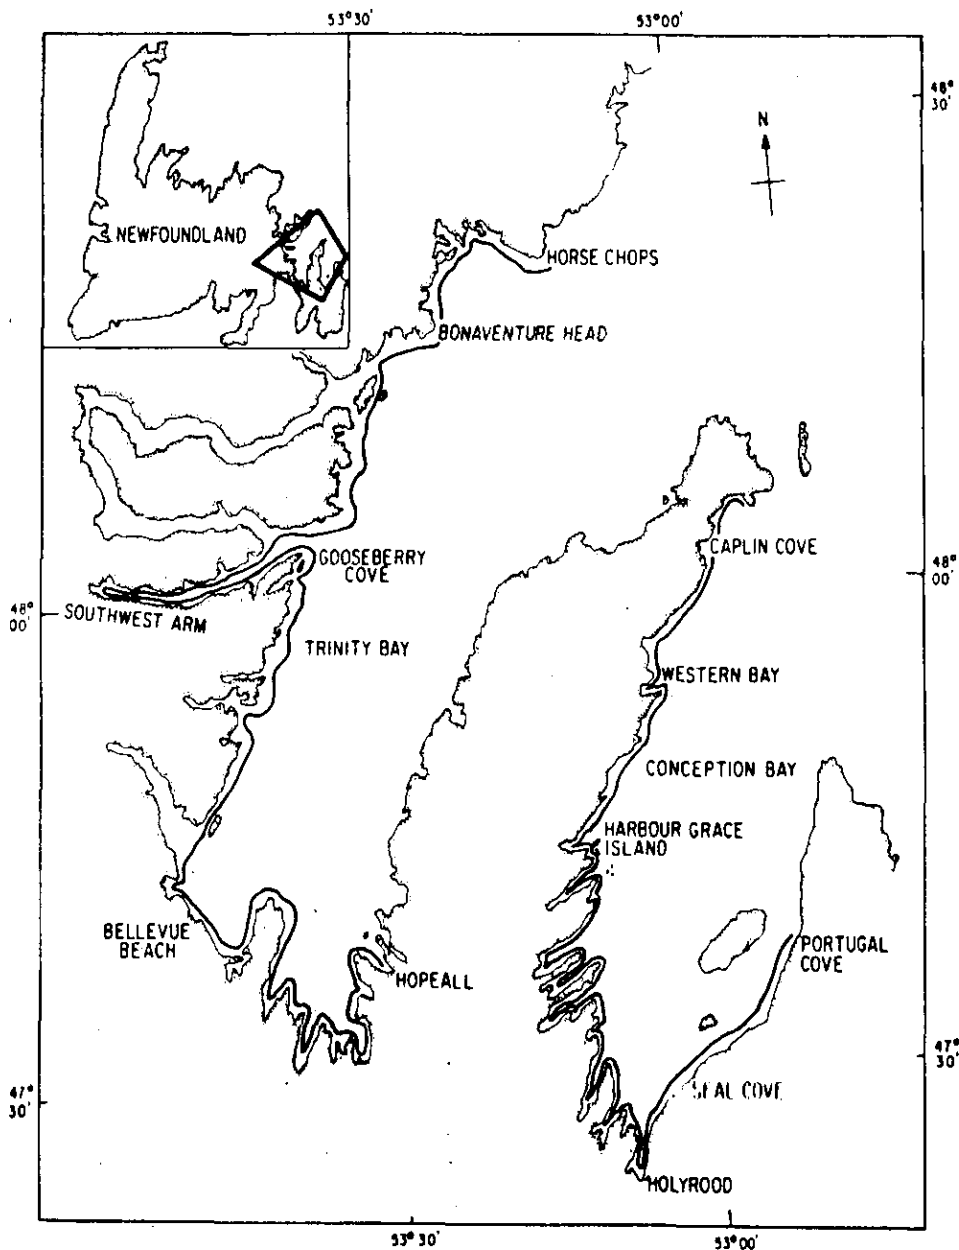 53°30'
53°00'
48°
30'
N
NEWFOUNDLAND
HORSE CHOPS
BONAVENTURE HEAD
CAPLIN COVE
GOOSEBERRY
COVE
48°
00'
SOUTHWEST ARM
48°
00'
TRINITY BAY
WESTERN BAY
CONCEPTION BAY
HARBOUR GRACE
ISLAND
BELLEVUE
BEACH
HOPEALL
PORTUGAL
COVE
47°
30'
SEAL COVE
47°
30'
HOLYROOD
53°30'
53°00'